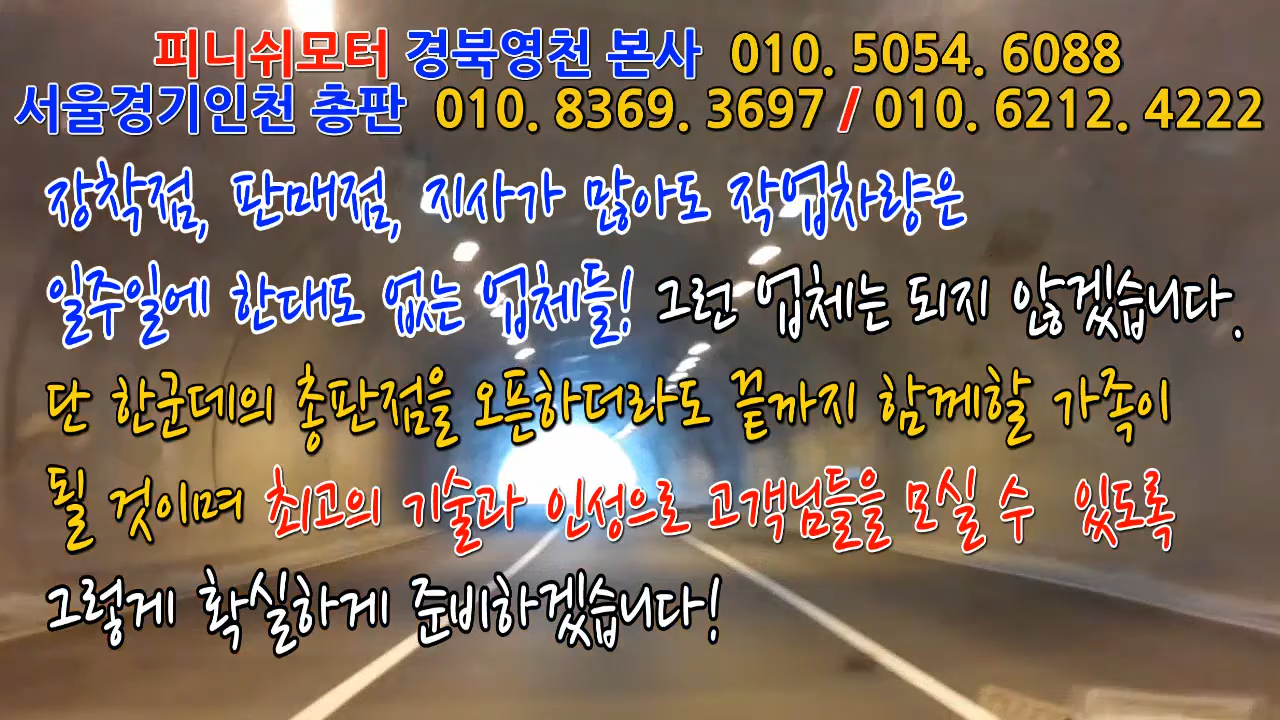 피니쉬모터 경북영천 본사 010. 5054. 6088
서울경기인천 총판 010. 8369. 3697 / 010. 6212. 4222
장착점, 판매점, 지사가 많아도 작업차량은
일주일에 한대도 없는 업체들! 그런 업체는 되지 않겠습니다.
단 한군데의 총판점을 오픈하더라도 끝까지 함께할 가족이
될 것이며 최고의 기술과 인성으로 고객님들을 모실 수 있도록
그렇게 확실하게 준비하겠습니다!